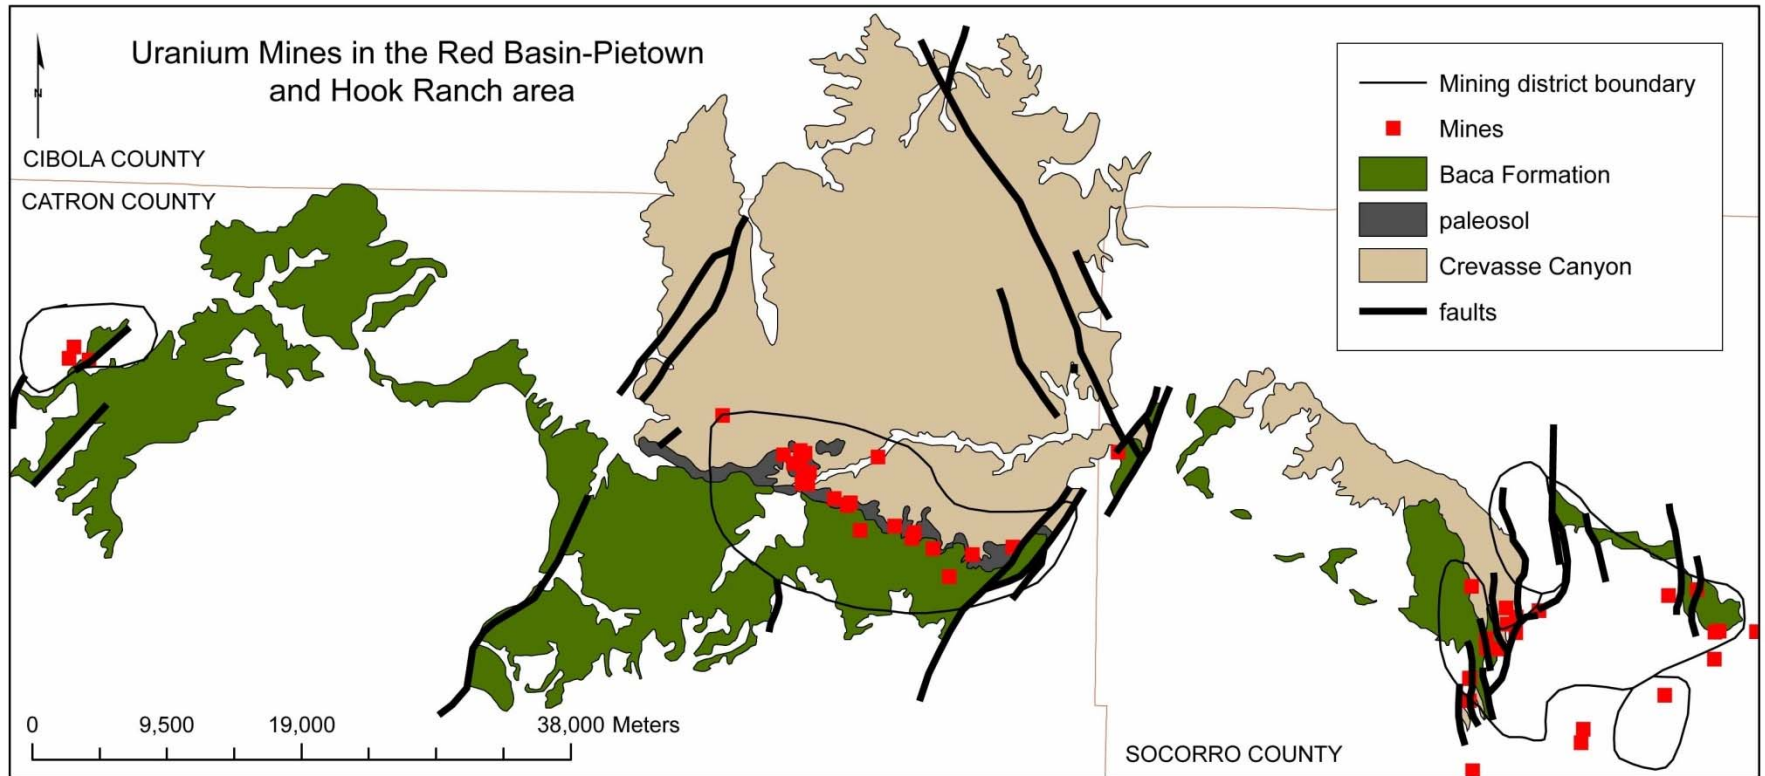 Uranium Mines in the Red Basin-Pietown
and Hook Ranch area
N
CIBOLA COUNTY
CATRON COUNTY
Mining district boundary
Mines
Baca Formation
paleosol
Crevasse Canyon
faults
0 9,500 19,000 38,000 Meters
SOCORRO COUNTY